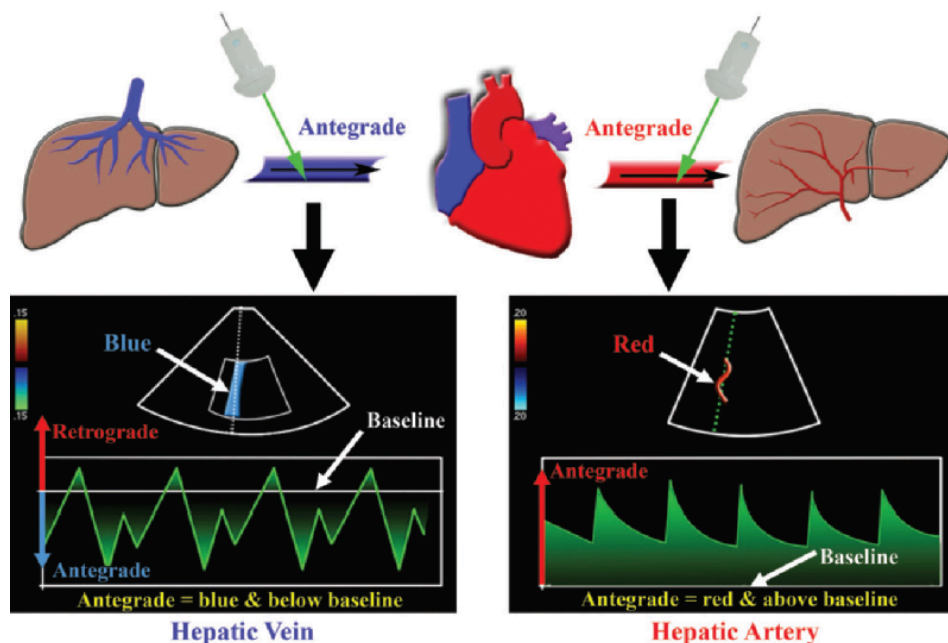 Antegrade
Antegrade
.15
Blue
.15
Baseline
Retrograde
Antegrade
Antegrade = blue & below baseline
Hepatic Vein
.20
Red
.20
Antegrade
Baseline
Antegrade = red & above baseline
Hepatic Artery